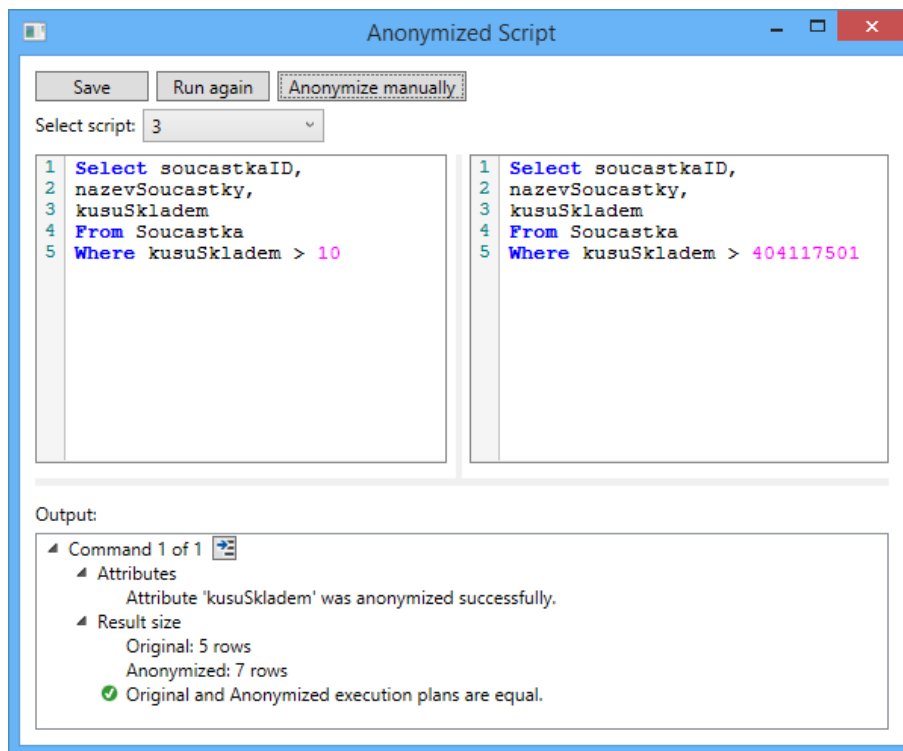 Anonymized Script
Save Run again Anonymize manually
Select script: 3
1 Select soucastkaID,
2 nazevSoucastky,
3 kusuSkladem
4 From Soucastka
5 Where kusuSkladem > 10
1 Select soucastkaID,
2 nazevSoucastky,
3 kusuSkladem
4 From Soucastka
5 Where kusuSkladem > 404117501
Output:
Command 1 of 1
Attributes
Attribute 'kusuSkladem' was anonymized successfully.
Result size
Original: 5 rows
Anonymized: 7 rows
Original and Anonymized execution plans are equal.